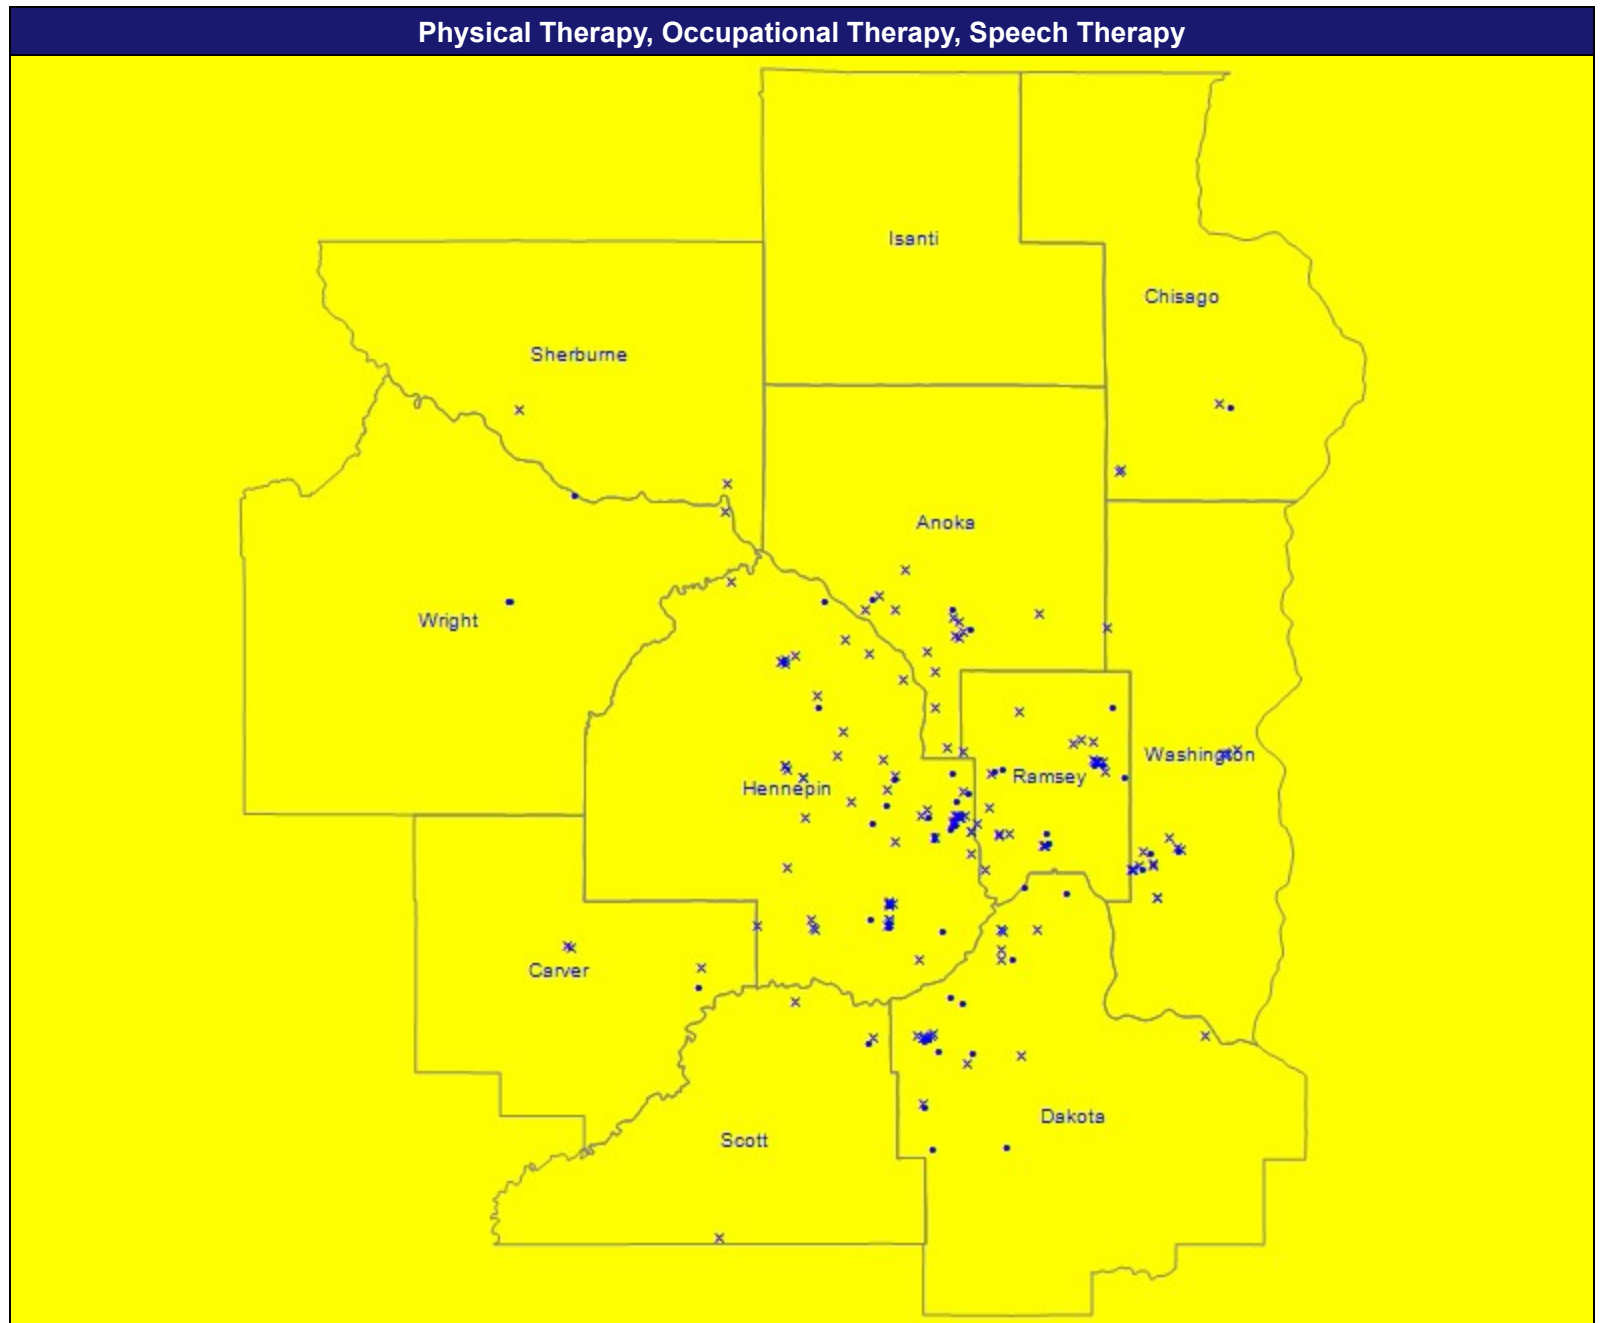 Physical Therapy, Occupational Therapy, Speech Therapy
Isanti
Chisago
Sherburne
Anoka
Wright
Washington
Ramsey
Hennepin
Carver
Dakota
Scott